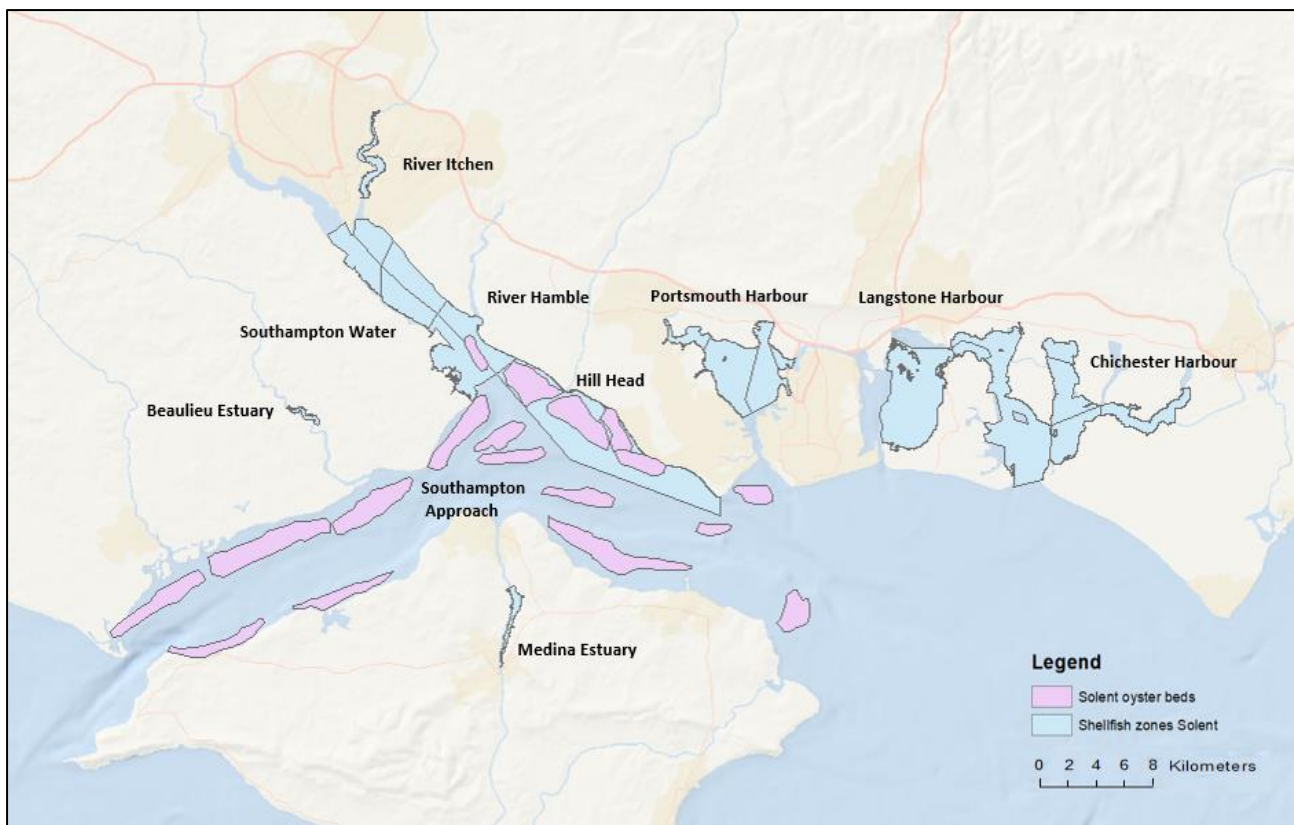 River Itchen
River Hamble
Portsmouth Harbour
Langstone Harbour
Southampton Water
Chichester Harbour
Hill Head
Beaulieu Estuary
Southampton
Approach
Medina Estuary
Legend
Solent oyster beds
Shellfish zones Solent
0 2 4 6 8 Kilometers